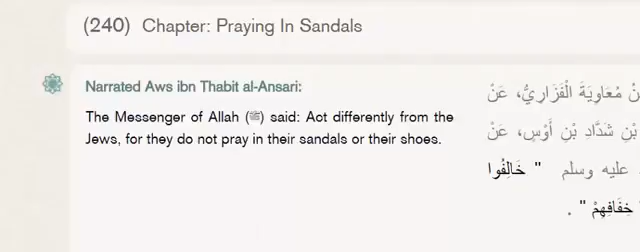 (240) Chapter: Praying In Sandals
Narrated Aws ibn Thabit al-Ansari:
The Messenger of Allah (ﷺ) said: Act differently from the
Jews, for they do not pray in their sandals or their shoes.
مُعَاوِيَةَ الْفَزَارِيُّ، عَنْ
بْنِ شَدَّادِ بْنِ أَوْسٍ، عَنْ
عليه وسلم " خَالِفُوا
خِفَافِهِمْ " .